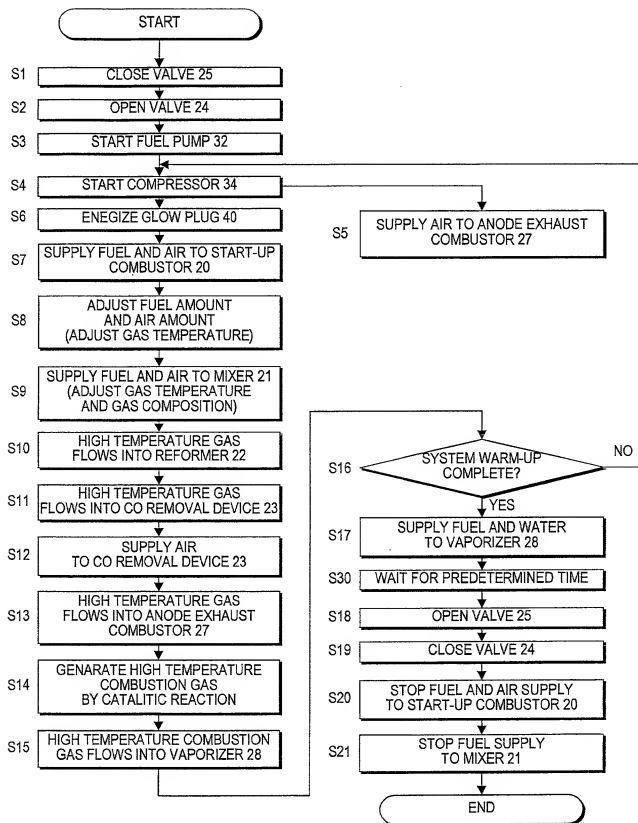 START
S1 CLOSE VALVE 25
S2 OPEN VALVE 24
S3 START FUEL PUMP 32
S4 START COMPRESSOR 34
S6 ENEGIZE GLOW PLUG 40
S5 SUPPLY AIR TO ANODE EXHAUST
COMBUSTOR 27
S7 SUPPLY FUEL AND AIR TO START-UP
COMBUSTOR 20
S8 ADJUST FUEL AMOUNT
AND AIR AMOUNT
(ADJUST GAS TEMPERATURE)
S9 SUPPLY FUEL AND AIR TO MIXER 21
(ADJUST GAS TEMPERATURE
AND GAS COMPOSITION)
S10 HIGH TEMPERATURE GAS
FLOWS INTO REFORMER 22
S11 HIGH TEMPERATURE GAS
FLOWS INTO CO REMOVAL DEVICE 23
S12 SUPPLY AIR
TO CO REMOVAL DEVICE 23
S13 HIGH TEMPERATURE GAS
FLOWS INTO ANODE EXHAUST
COMBUSTOR 27
S14 GENARATE HIGH TEMPERATURE
COMBUSTION GAS
BY CATALITIC REACTION
S15 HIGH TEMPERATURE COMBUSTION
GAS FLOWS INTO VAPORIZER 28
S16 SYSTEM WARM-UP
COMPLETE?
NO
YES
S17 SUPPLY FUEL AND WATER
TO VAPORIZER 28
S30 WAIT FOR PREDETERMINED TIME
S18 OPEN VALVE 25
S19 CLOSE VALVE 24
S20 STOP FUEL AND AIR SUPPLY
TO START-UP COMBUSTOR 20
S21 STOP FUEL SUPPLY
TO MIXER 21
END